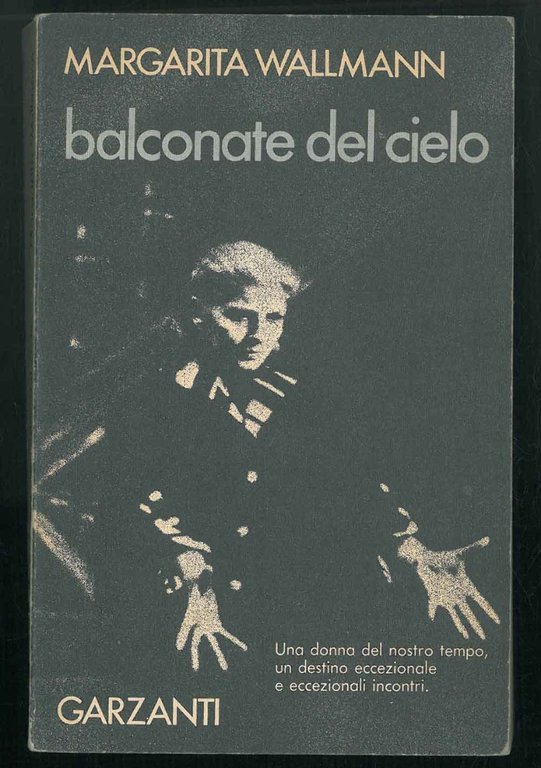 MARGARITA WALLMANN
balconate del cielo
Una donna del nostro tempo,
un destino eccezionale
e eccezionali incontri.
GARZANTI